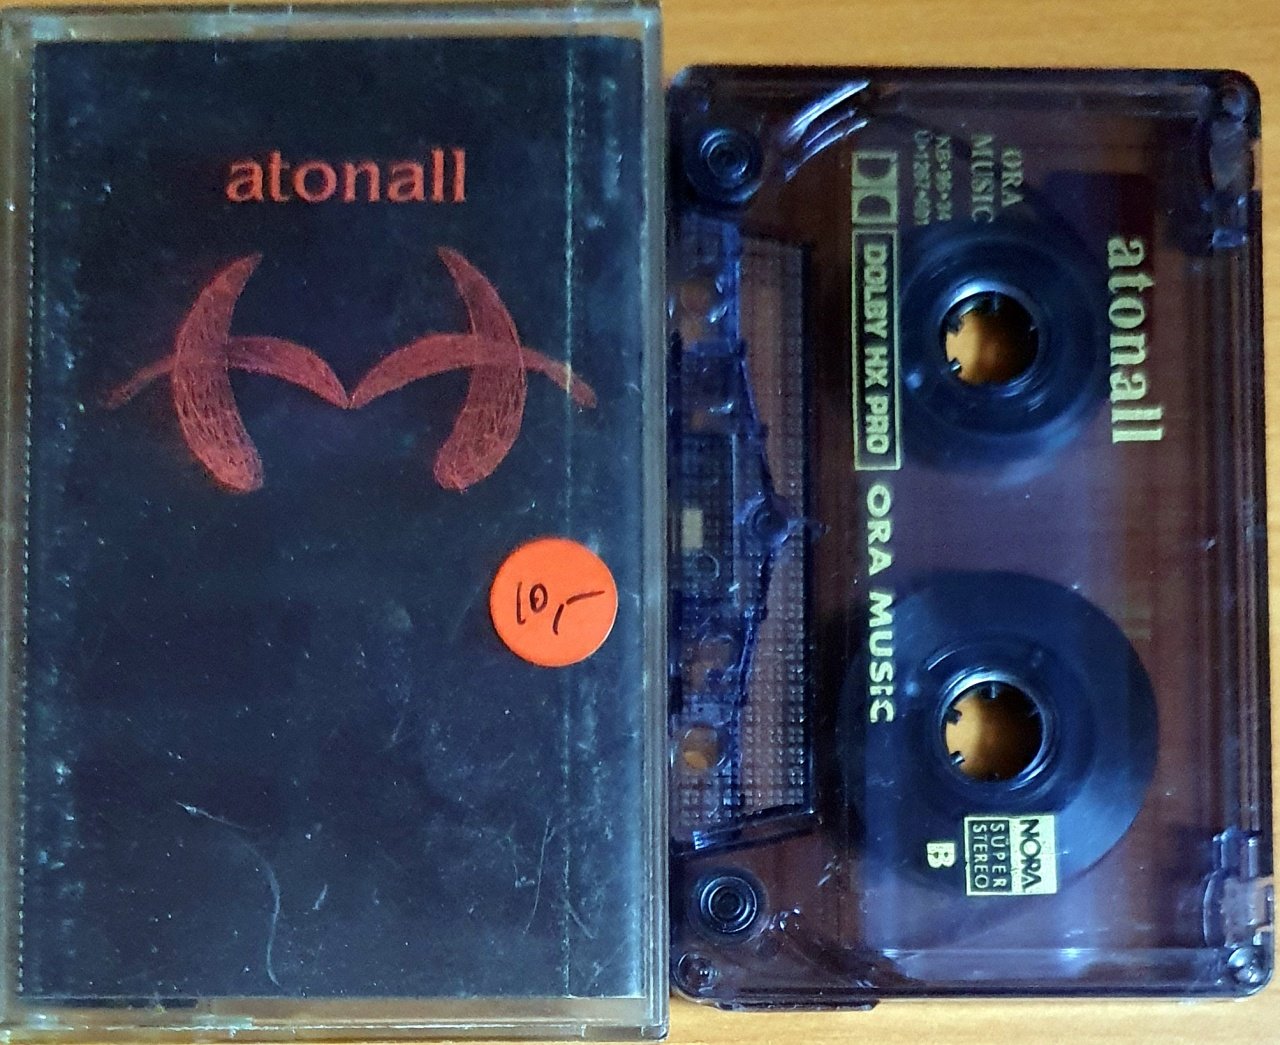 atonall
10,-
ORA
MUSIC
DOLBY HX PRO
ORA MUSIC
atonall
NORA
SUPER
STEREO
B